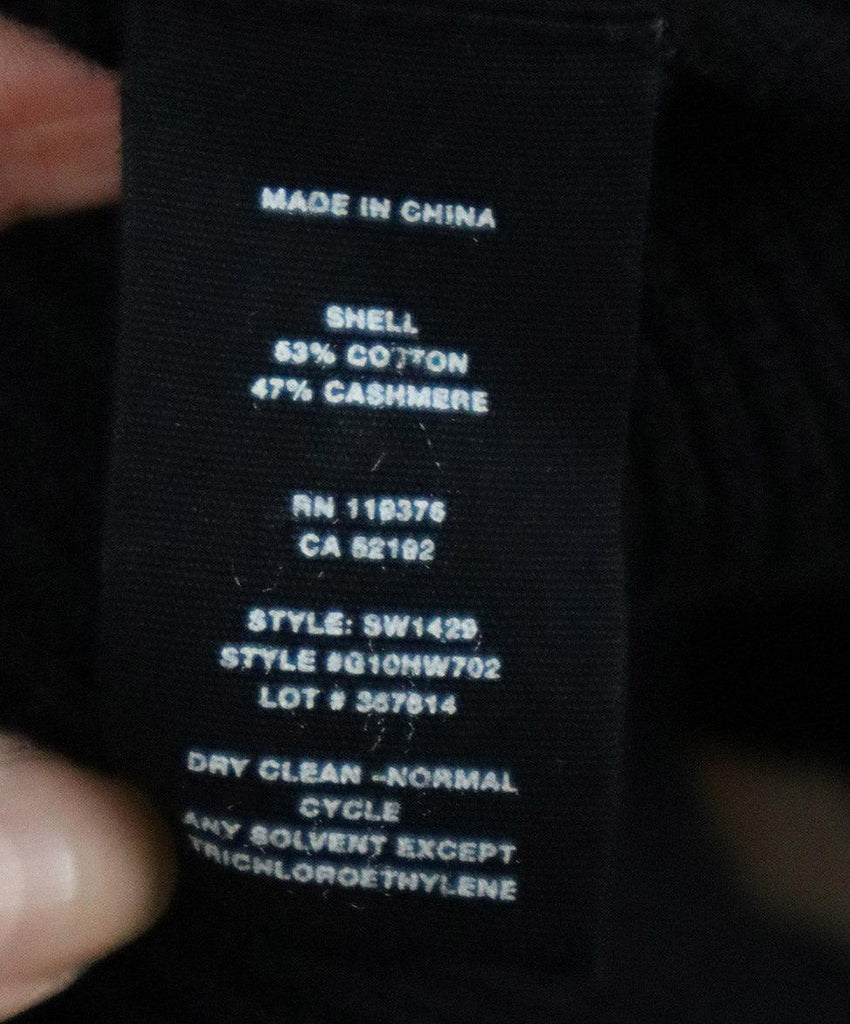 MADE IN CHINA
SHELL
53% COTTON
47% CASHMERE
RN 119376
CA 52192
STYLE: SW1429
STYLE #G10HW702
LOT # 357814
DRY CLEAN -NORMAL
CYCLE
ANY SOLVENT EXCEPT
TRICHLOROETHYLENE